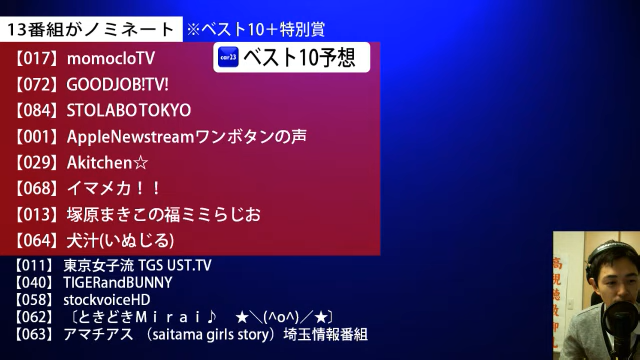 13番組がノミネート ※ベスト10＋特別賞
car23 ベスト10予想
【017】momocloTV
【072】GOODJOB!TV!
【084】STOLABOTOKYO
【001】AppleNewstreamワンボタンの声
【029】Akitchen☆
【068】イマメカ！！
【013】塚原まきこの福ミミらじお
【064】犬汁(いぬじる)
【011】東京女子流 TGS UST.TV
【040】TIGERandBUNNY
【058】stockvoiceHD
【062】〔ときどきＭｉｒａｉ♪　★＼(^o^)／★〕
【063】アマチアス （saitama girls story）埼玉情報番組